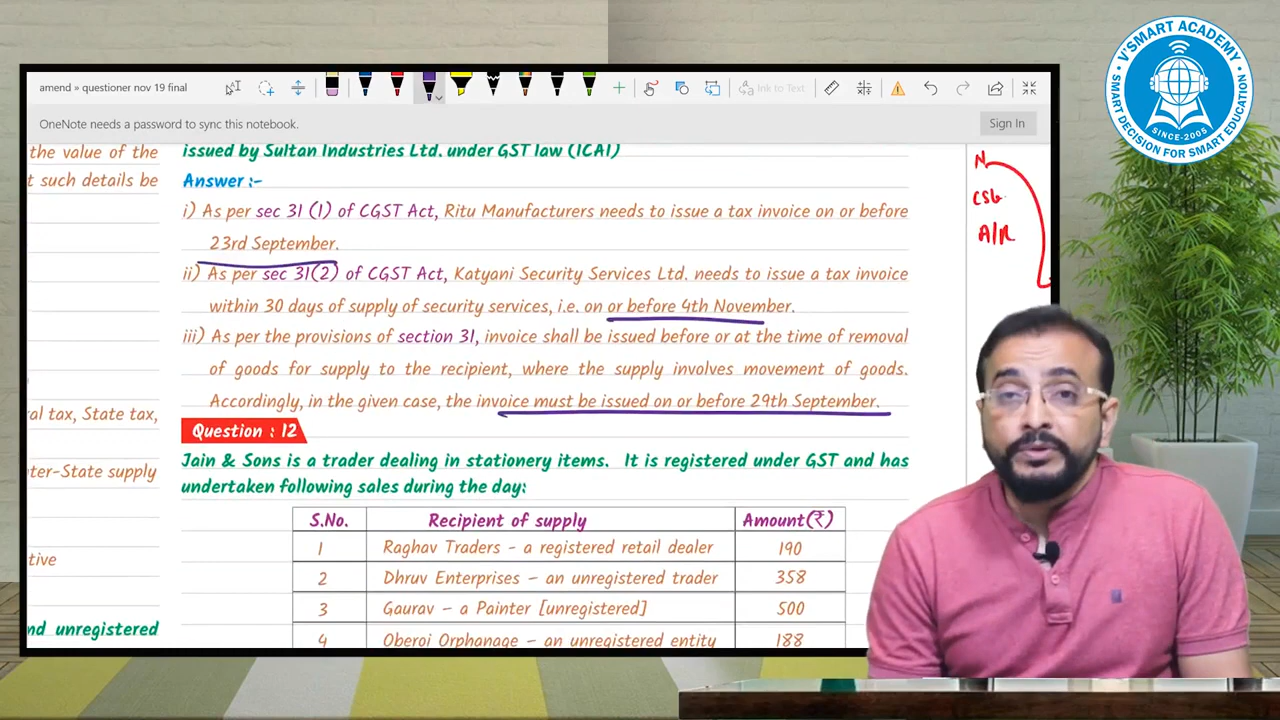 amend » questioner nov 19 final
Ink to Text
OneNote needs a password to sync this notebook.
Sign In
the value of the
t such details be
al tax, State tax,
ter-State supply
tive
nd unregistered
issued by Sultan Industries Ltd. under GST law (ICAI)
Answer :-
i) As per sec 31 (1) of CGST Act, Ritu Manufacturers needs to issue a tax invoice on or before
23rd September.
ii) As per sec 31(2) of CGST Act, Katyani Security Services Ltd. needs to issue a tax invoice
within 30 days of supply of security services, i.e. on or before 4th November.
iii) As per the provisions of section 31, invoice shall be issued before or at the time of removal
of goods for supply to the recipient, where the supply involves movement of goods.
Accordingly, in the given case, the invoice must be issued on or before 29th September.
Question : 12
Jain & Sons is a trader dealing in stationery items. It is registered under GST and has
undertaken following sales during the day:
S.No. Recipient of supply Amount(₹)
1 Raghav Traders - a registered retail dealer 190
2 Dhruv Enterprises – an unregistered trader 358
3 Gaurav – a Painter [unregistered] 500
4 Oberoi Orphanage – an unregistered entity 188
N
A/R
V'SMART ACADEMY
SINCE-2005
SMART DECISION FOR SMART EDUCATION